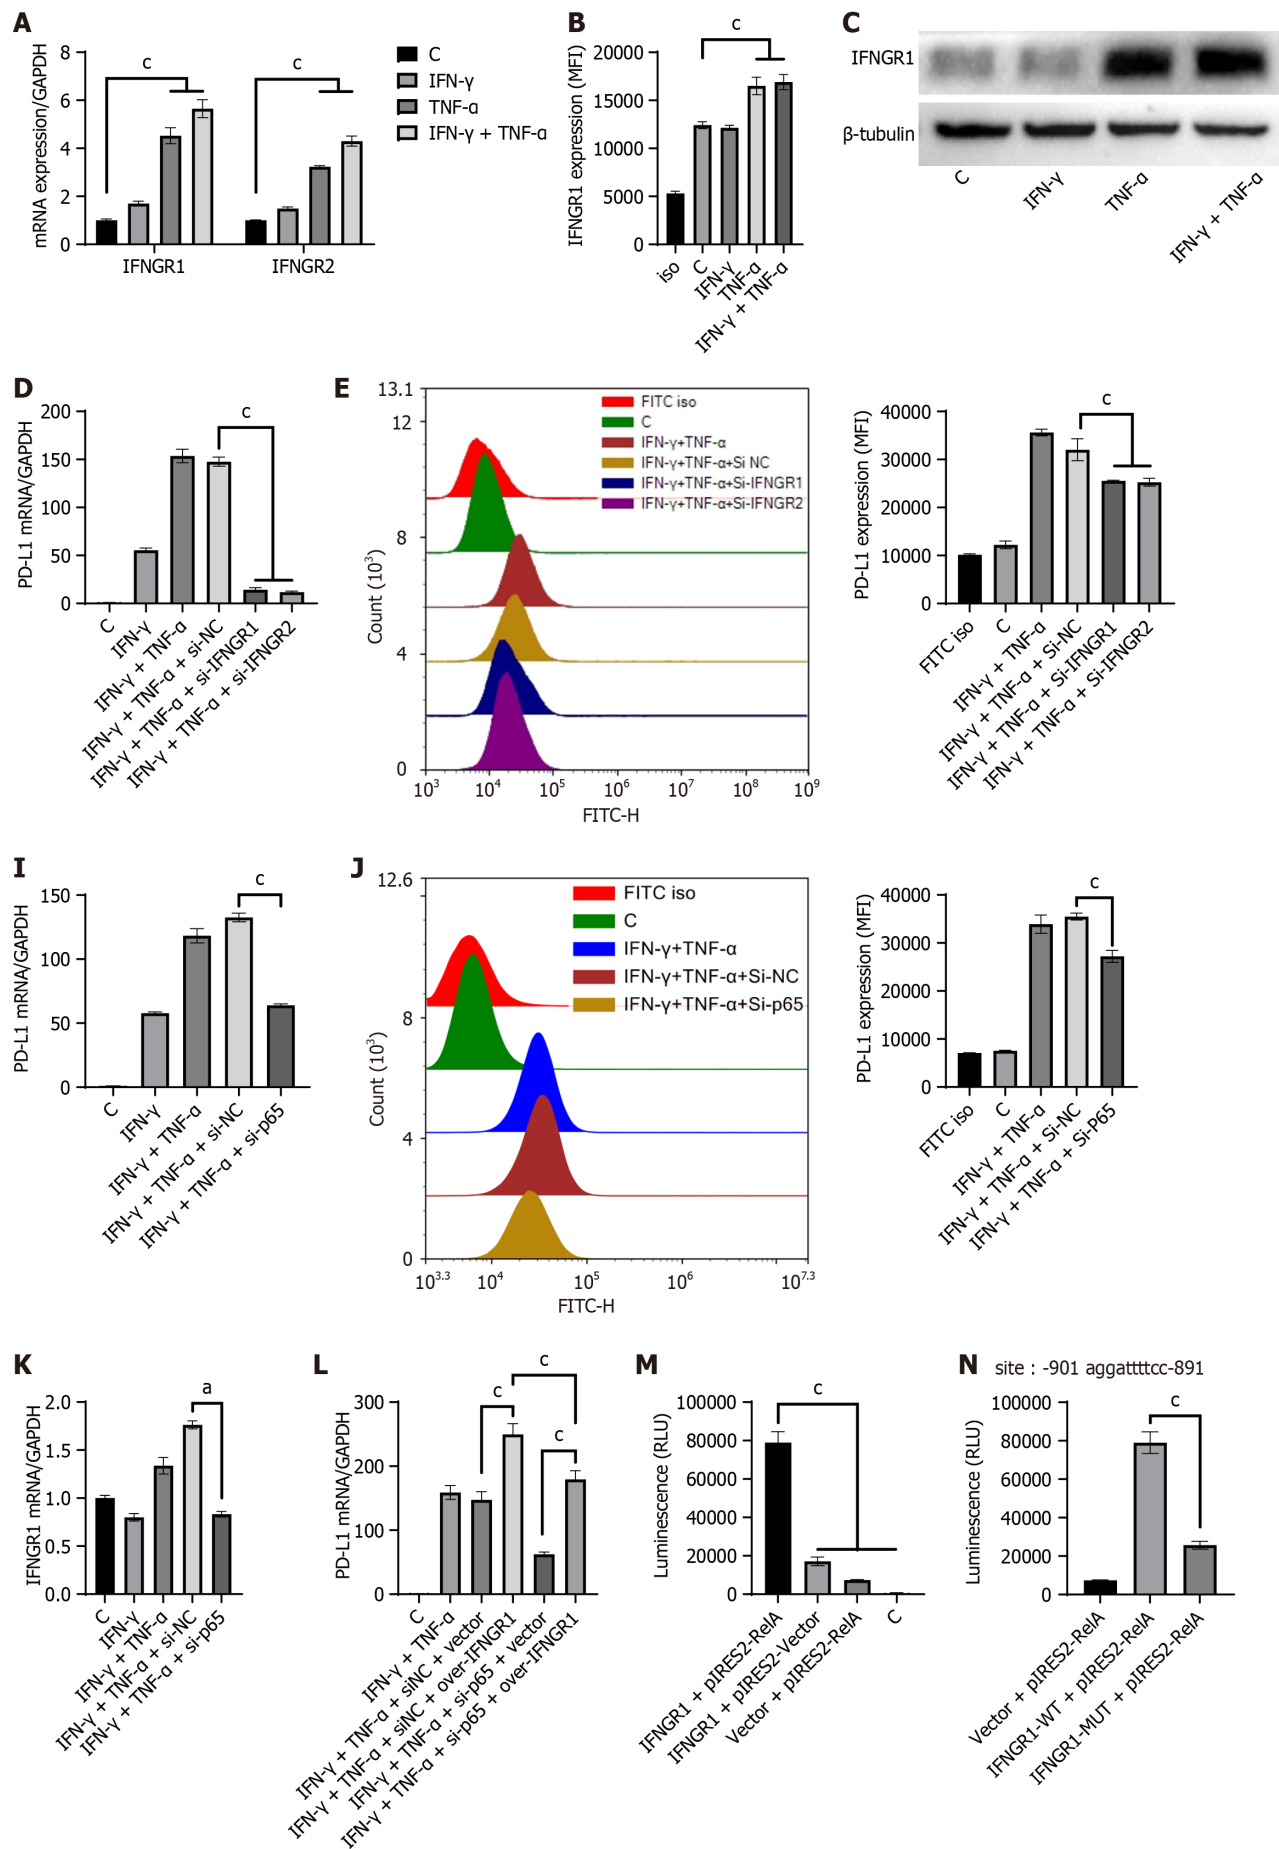 A
mRNA expression/GAPDH
8
6
4
2
0
c
c
IFNGR1
IFNGR2
C
IFN-γ
TNF-α
IFN-γ + TNF-α
B
IFNGR1 expression (MFI)
20000
15000
10000
5000
0
c
iso
C
IFN-γ
TNF-α
IFN-γ + TNF-α
C
IFNGR1
β-tubulin
C
IFN-γ
TNF-α
IFN-γ + TNF-α
D
PD-L1 mRNA/GAPDH
200
150
100
50
0
c
C
IFN-γ
IFN-γ + TNF-α
IFN-γ + TNF-α + si-NC
IFN-γ + TNF-α + si-IFNGR1
IFN-γ + TNF-α + si-IFNGR2
E
Count (10³)
13.1
12
8
4
0
FITC iso
C
IFN-γ+TNF-α
IFN-γ+TNF-α+Si NC
IFN-γ+TNF-α+Si-IFNGR1
IFN-γ+TNF-α+Si-IFNGR2
10³ 10⁴ 10⁵ 10⁶ 10⁷ 10⁸ 10⁹
FITC-H
PD-L1 expression (MFI)
40000
30000
20000
10000
0
c
FITC iso
C
IFN-γ + TNF-α
IFN-γ + TNF-α + Si-NC
IFN-γ + TNF-α + Si-IFNGR1
IFN-γ + TNF-α + Si-IFNGR2
I
PD-L1 mRNA/GAPDH
150
100
50
0
c
C
IFN-γ
IFN-γ + TNF-α
IFN-γ + TNF-α + si-NC
IFN-γ + TNF-α + si-p65
J
Count (10³)
12.6
8
4
0
FITC iso
C
IFN-γ+TNF-α
IFN-γ+TNF-α+Si-NC
IFN-γ+TNF-α+Si-p65
10³·³ 10⁴ 10⁵ 10⁶ 10⁷·³
FITC-H
PD-L1 expression (MFI)
40000
30000
20000
10000
0
c
FITC iso
C
IFN-γ + TNF-α
IFN-γ + TNF-α + Si-NC
IFN-γ + TNF-α + Si-P65
K
IFNGR1 mRNA/GAPDH
2.0
1.5
1.0
0.5
0.0
a
C
IFN-γ
IFN-γ + TNF-α
IFN-γ + TNF-α + si-NC
IFN-γ + TNF-α + si-p65
L
PD-L1 mRNA/GAPDH
300
200
100
0
c
c
c
C
IFN-γ + TNF-α
IFN-γ + TNF-α + siNC + vector
IFN-γ + TNF-α + siNC + over-IFNGR1
IFN-γ + TNF-α + si-p65 + vector
IFN-γ + TNF-α + si-p65 + over-IFNGR1
M
Luminescence (RLU)
100000
80000
60000
40000
20000
0
c
IFNGR1 + pIRES2-RelA
IFNGR1 + pIRES2-Vector
Vector + pIRES2-RelA
C
N
site : -901 aggattttcc-891
Luminescence (RLU)
100000
80000
60000
40000
20000
0
c
Vector + pIRES2-RelA
IFNGR1-WT + pIRES2-RelA
IFNGR1-MUT + pIRES2-RelA